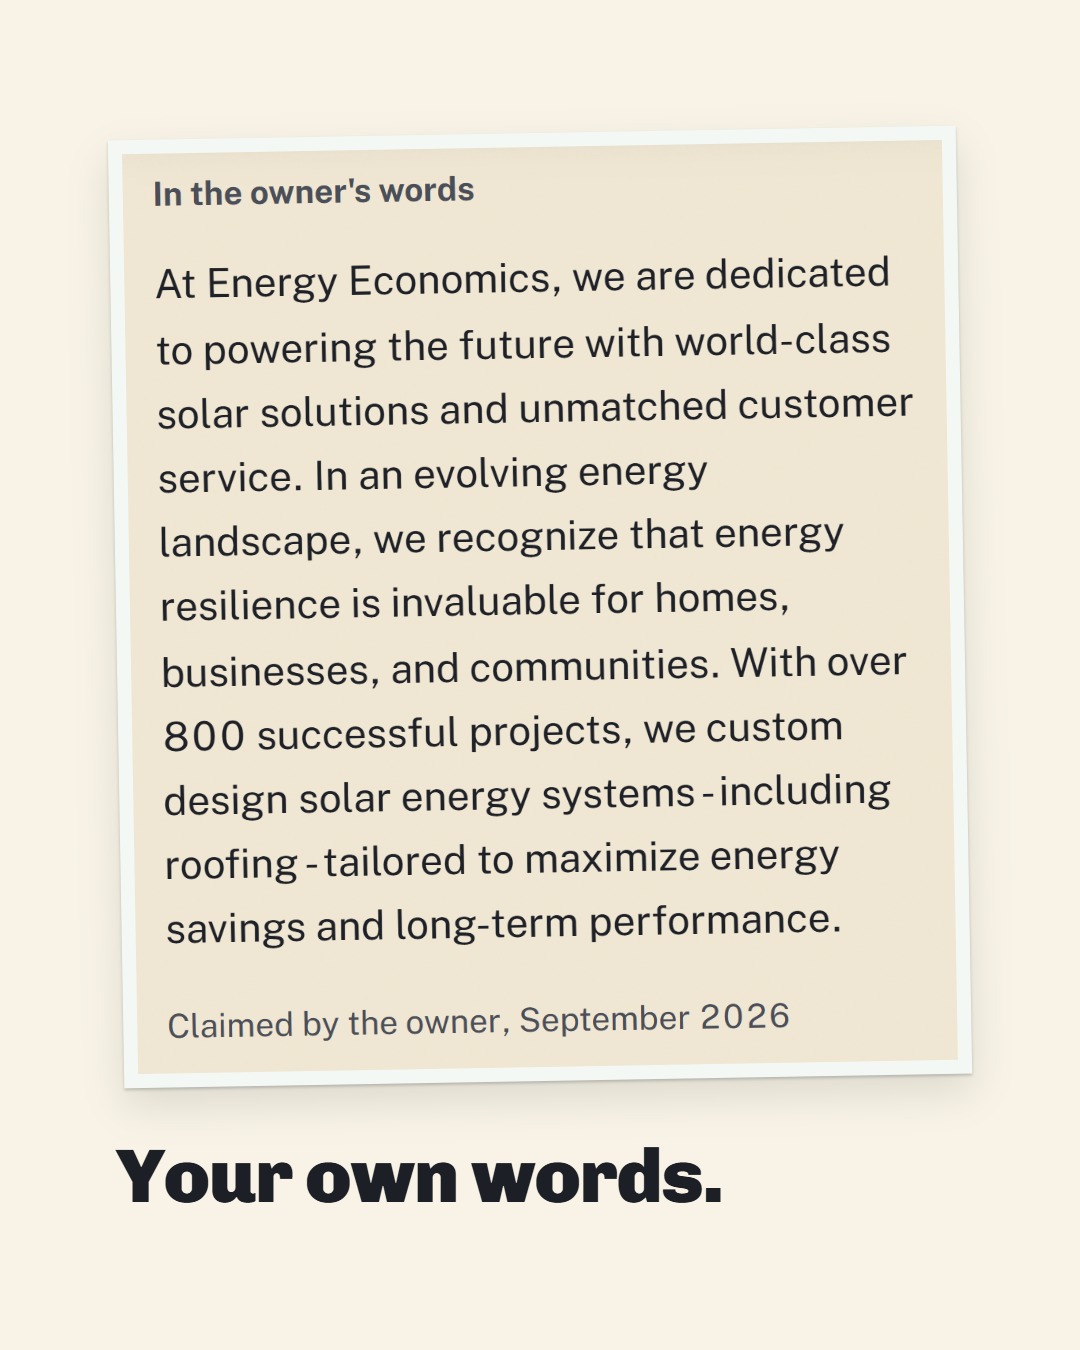 In the owner's words
At Energy Economics, we are dedicated
to powering the future with world-class
solar solutions and unmatched customer
service. In an evolving energy
landscape, we recognize that energy
resilience is invaluable for homes,
businesses, and communities. With over
800 successful projects, we custom
design solar energy systems - including
roofing - tailored to maximize energy
savings and long-term performance.
Claimed by the owner, September 2026
Your own words.